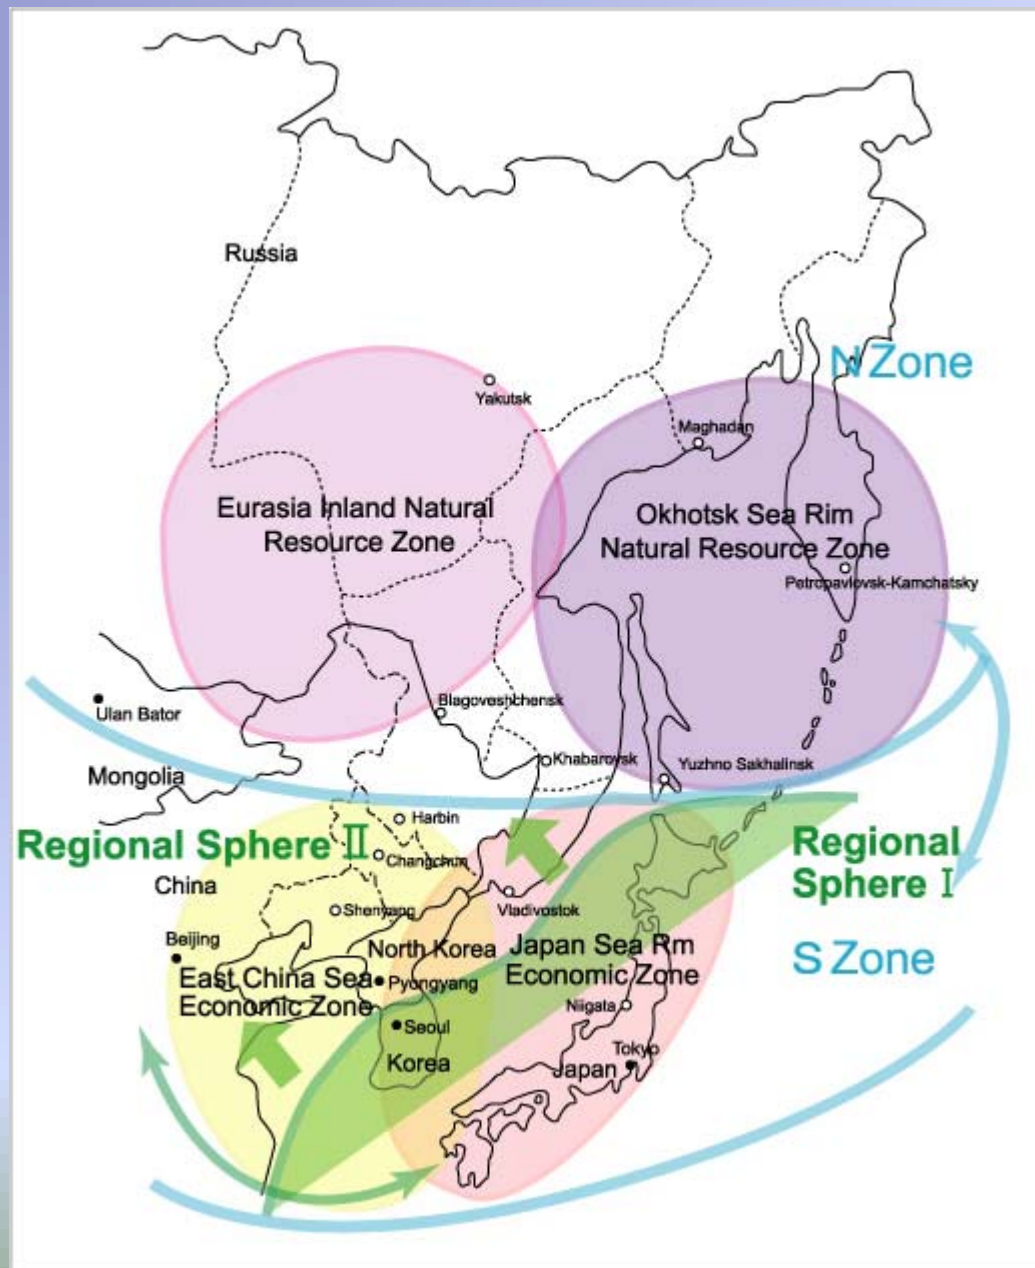 Russia
N Zone
Yakutsk
Maghadan
Eurasia Inland Natural
Resource Zone
Okhotsk Sea Rim
Natural Resource Zone
Petropavlovsk-Kamchatsky
Ulan Bator
Blagoveshchensk
Mongolia
Khabarovsk
Yuzhno Sakhalinsk
Harbin
Regional Sphere Ⅱ
Changchun
Regional
Sphere Ⅰ
China
Shenyang
Vladivostok
Beijing
North Korea
Japan Sea Rm
Economic Zone
S Zone
East China Sea
Economic Zone
Pyongyang
Niigata
Seoul
Korea
Tokyo
Japan